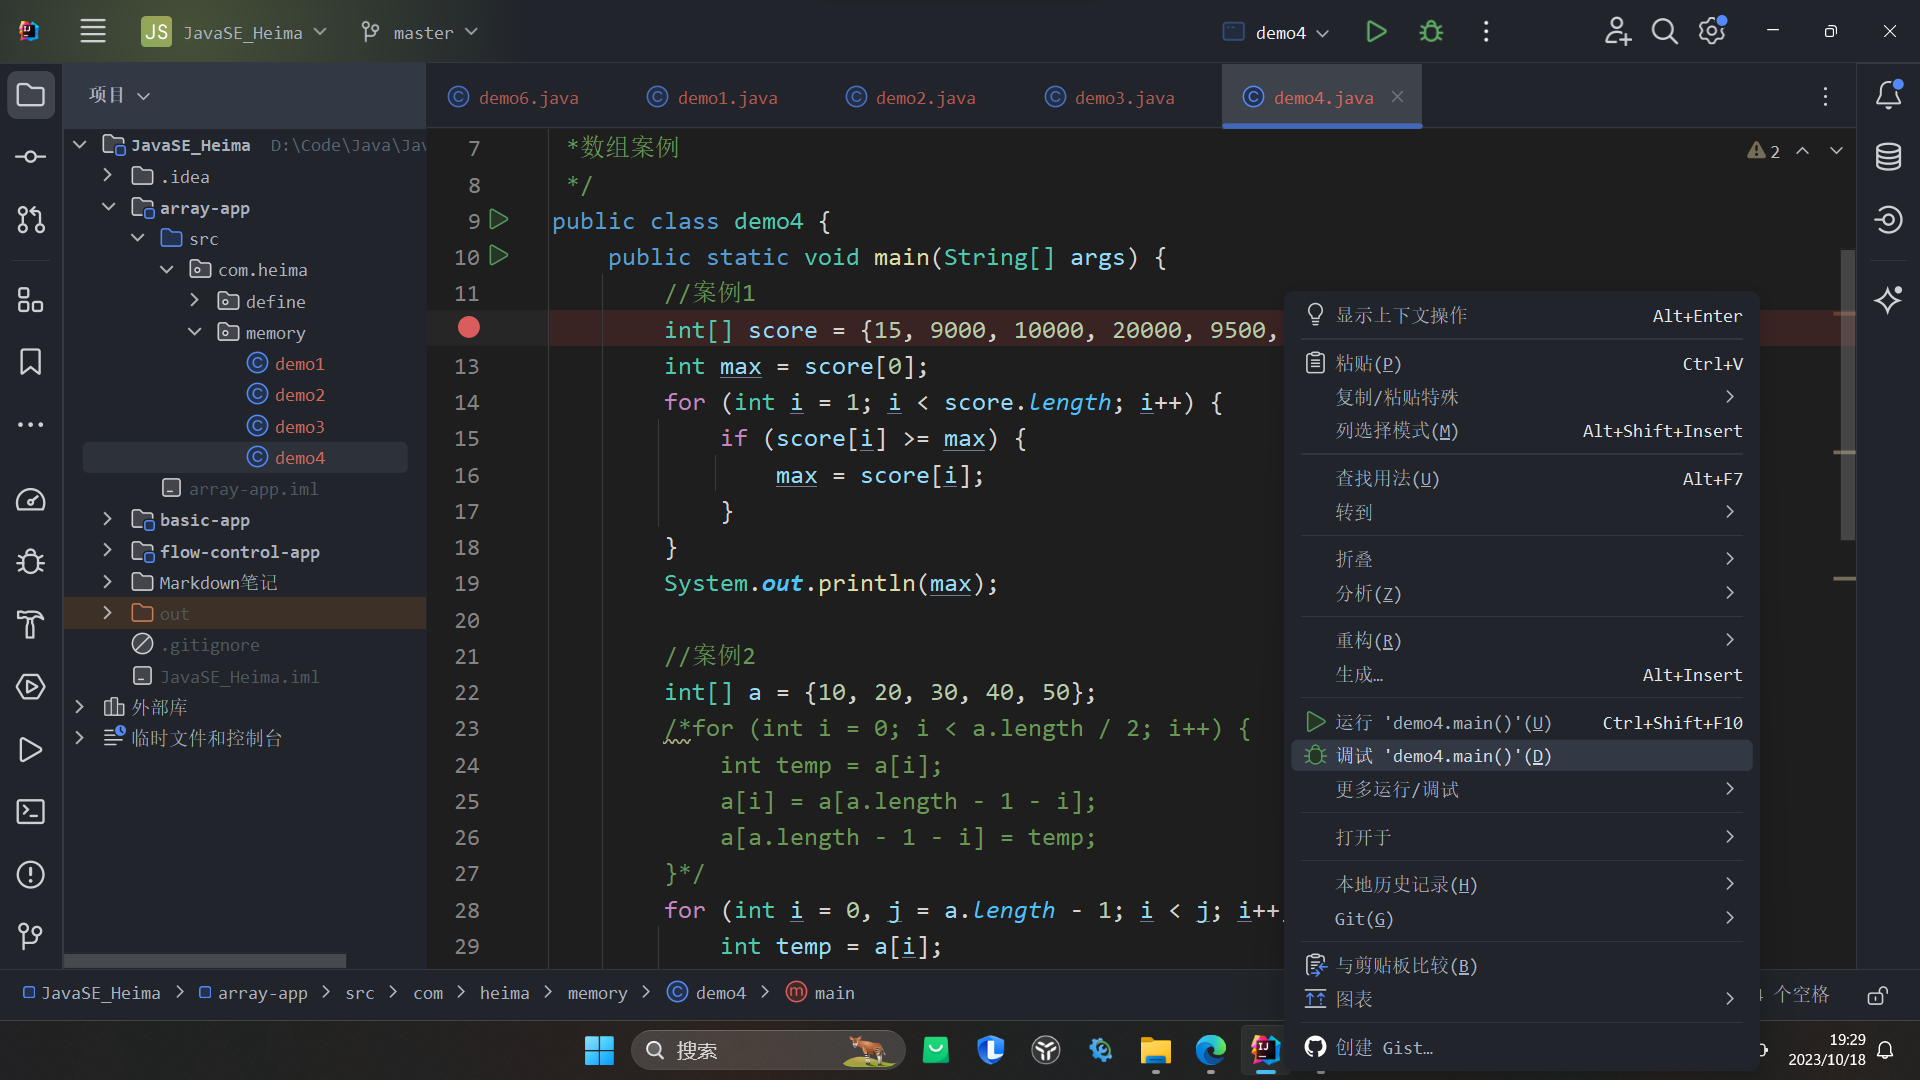 JS JavaSE_Heima master demo4
项目
demo6.java demo1.java demo2.java demo3.java demo4.java
JavaSE_Heima D:\Code\Java\Jav
.idea
array-app
src
com.heima
define
memory
demo1
demo2
demo3
demo4
array-app.iml
basic-app
flow-control-app
Markdown笔记
out
.gitignore
JavaSE_Heima.iml
外部库
临时文件和控制台
2
7 *数组案例
8 */
9 public class demo4 {
10 public static void main(String[] args) {
11 //案例1
int[] score = {15, 9000, 10000, 20000, 9500,
13 int max = score[0];
14 for (int i = 1; i < score.length; i++) {
15 if (score[i] >= max) {
16 max = score[i];
17 }
18 }
19 System.out.println(max);
20
21 //案例2
22 int[] a = {10, 20, 30, 40, 50};
23 /*for (int i = 0; i < a.length / 2; i++) {
24 int temp = a[i];
25 a[i] = a[a.length - 1 - i];
26 a[a.length - 1 - i] = temp;
27 }*/
28 for (int i = 0, j = a.length - 1; i < j; i++
29 int temp = a[i];
显示上下文操作 Alt+Enter
粘贴(P) Ctrl+V
复制/粘贴特殊
列选择模式(M) Alt+Shift+Insert
查找用法(U) Alt+F7
转到
折叠
分析(Z)
重构(R)
生成… Alt+Insert
运行 'demo4.main()'(U) Ctrl+Shift+F10
调试 'demo4.main()'(D)
更多运行/调试
打开于
本地历史记录(H)
Git(G)
与剪贴板比较(B)
图表
创建 Gist…
JavaSE_Heima > array-app > src > com > heima > memory > demo4 > main
个空格
搜索
19:29
2023/10/18